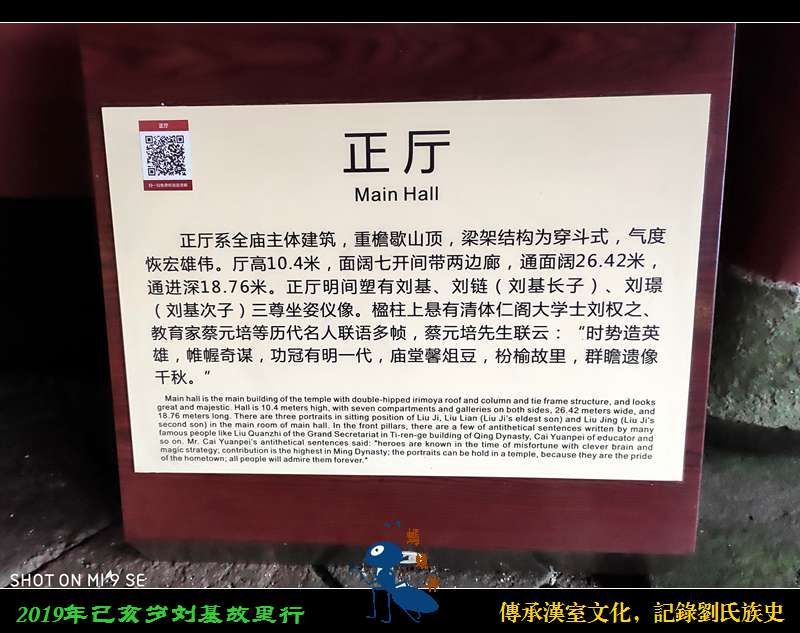 正厅
正厅
Main Hall
正厅系全庙主体建筑，重檐歇山顶，梁架结构为穿斗式，气度
恢宏雄伟。厅高10.4米，面阔七开间带两边廊，通面阔26.42米，
通进深18.76米。正厅明间塑有刘基、刘琏（刘基长子）、刘璟
（刘基次子）三尊坐姿仪像。楹柱上悬有清体仁阁大学士刘权之、
教育家蔡元培等历代名人联语多帧，蔡元培先生联云：“时势造英
雄，帷幄奇谋，功冠有明一代，庙堂馨俎豆，枌榆故里，群瞻遗像
千秋。”
Main hall is the main building of the temple with double-hipped irimoya roof and column and tie frame structure, and looks
great and majestic. Hall is 10.4 meters high, with seven compartments and galleries on both sides, 26.42 meters wide, and
18.76 meters long. There are three portraits in sitting position of Liu Ji, Liu Lian (Liu Ji's eldest son) and Liu Jing (Liu Ji's
second son) in the main room of main hall. In the front pillars, there are a few of antithetical sentences written by many
famous people like Liu Quanzhi of the Grand Secretariat in Ti-ren-ge building of Qing Dynasty, Cai Yuanpei of educator and
so on. Mr. Cai Yuanpei's antithetical sentences said: "heroes are known in the time of misfortune with clever brain and
magic strategy; contribution is the highest in Ming Dynasty; the portraits can be hold in a temple, because they are the pride
of the hometown; all people will admire them forever."
SHOT ON MI 9 SE
2019年己亥岁刘基故里行
傳承漢室文化，記錄劉氏族史